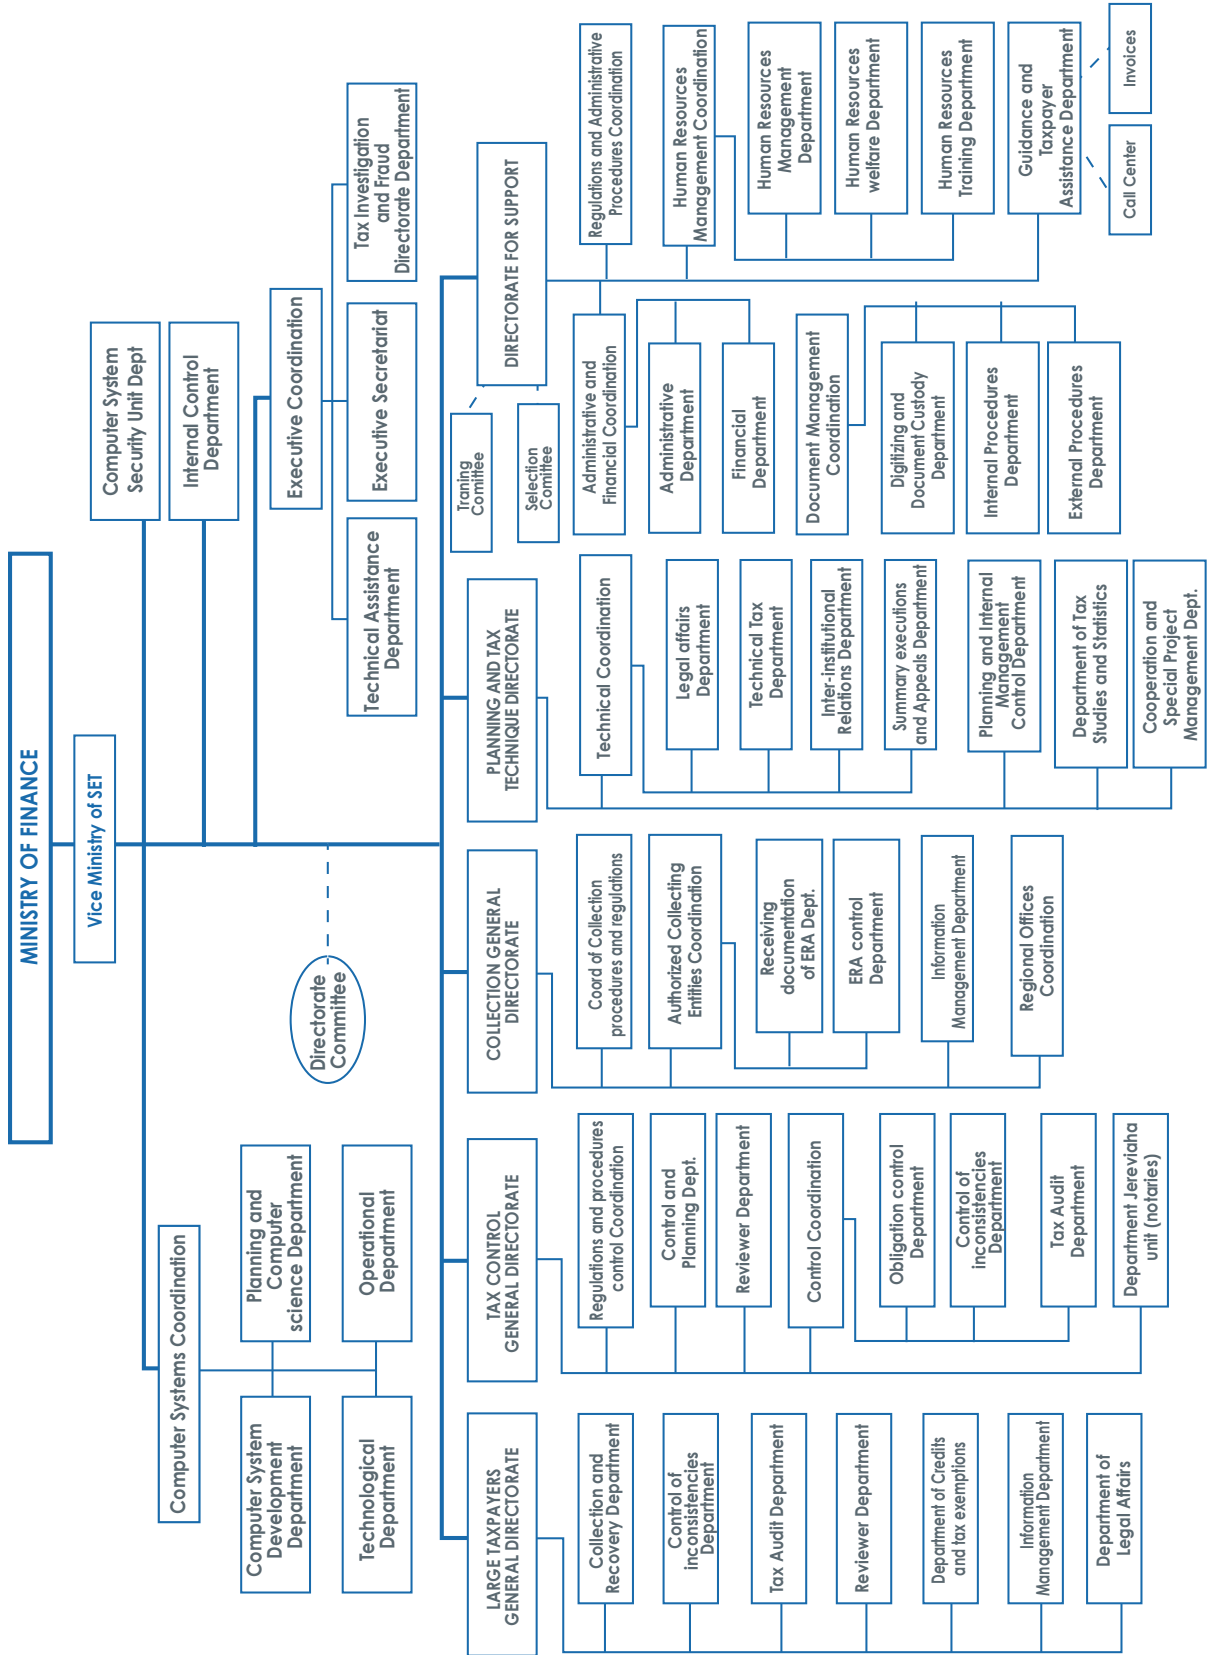 MINISTRY OF FINANCE
Vice Ministry of SET
Computer System
Security Unit Dept
Internal Control
Department
Executive Coordination
Technical Assistance
Department
Executive Secretariat
Tax Investigation
and Fraud
Directorate Department
Directorate
Committee
Computer Systems Coordination
Computer System
Development
Department
Planning and
Computer
science Department
Technological
Department
Operational
Department
LARGE TAXPAYERS
GENERAL DIRECTORATE
Collection and
Recovery Department
Control of
inconsistencies
Department
Tax Audit Department
Reviewer Department
Department of Credits
and tax exemptions
Information
Management Department
Department of
Legal Affairs
TAX CONTROL
GENERAL DIRECTORATE
Regulations and procedures
control Coordination
Control and
Planning Dept.
Reviewer Department
Control Coordination
Obligation control
Department
Control of
inconsistencies
Department
Tax Audit
Department
Department Jereviaha
unit (notaries)
COLLECTION GENERAL
DIRECTORATE
Coord of Collection
procedures and regulations
Authorized Collecting
Entities Coordination
Receiving
documentation
of ERA Dept.
ERA control
Department
Information
Management Department
Regional Offices
Coordination
PLANNING AND TAX
TECHNIQUE DIRECTORATE
Technical Coordination
Legal affairs
Department
Technical Tax
Department
Inter-institutional
Relations Department
Summary executions
and Appeals Department
Planning and Internal
Management
Control Department
Department of Tax
Studies and Statistics
Cooperation and
Special Project
Management Dept.
DIRECTORATE FOR SUPPORT
Traning
Comittee
Selection
Comittee
Administrative and
Financial Coordination
Administrative
Department
Financial
Department
Document Management
Coordination
Digitizing and
Document Custody
Department
Internal Procedures
Department
External Procedures
Department
Regulations and Administrative
Procedures Coordination
Human Resources
Management Coordination
Human Resources
Management
Department
Human Resources
welfare Department
Human Resources
Training Department
Guidance and
Taxpayer
Assistance Department
Call Center
Invoices